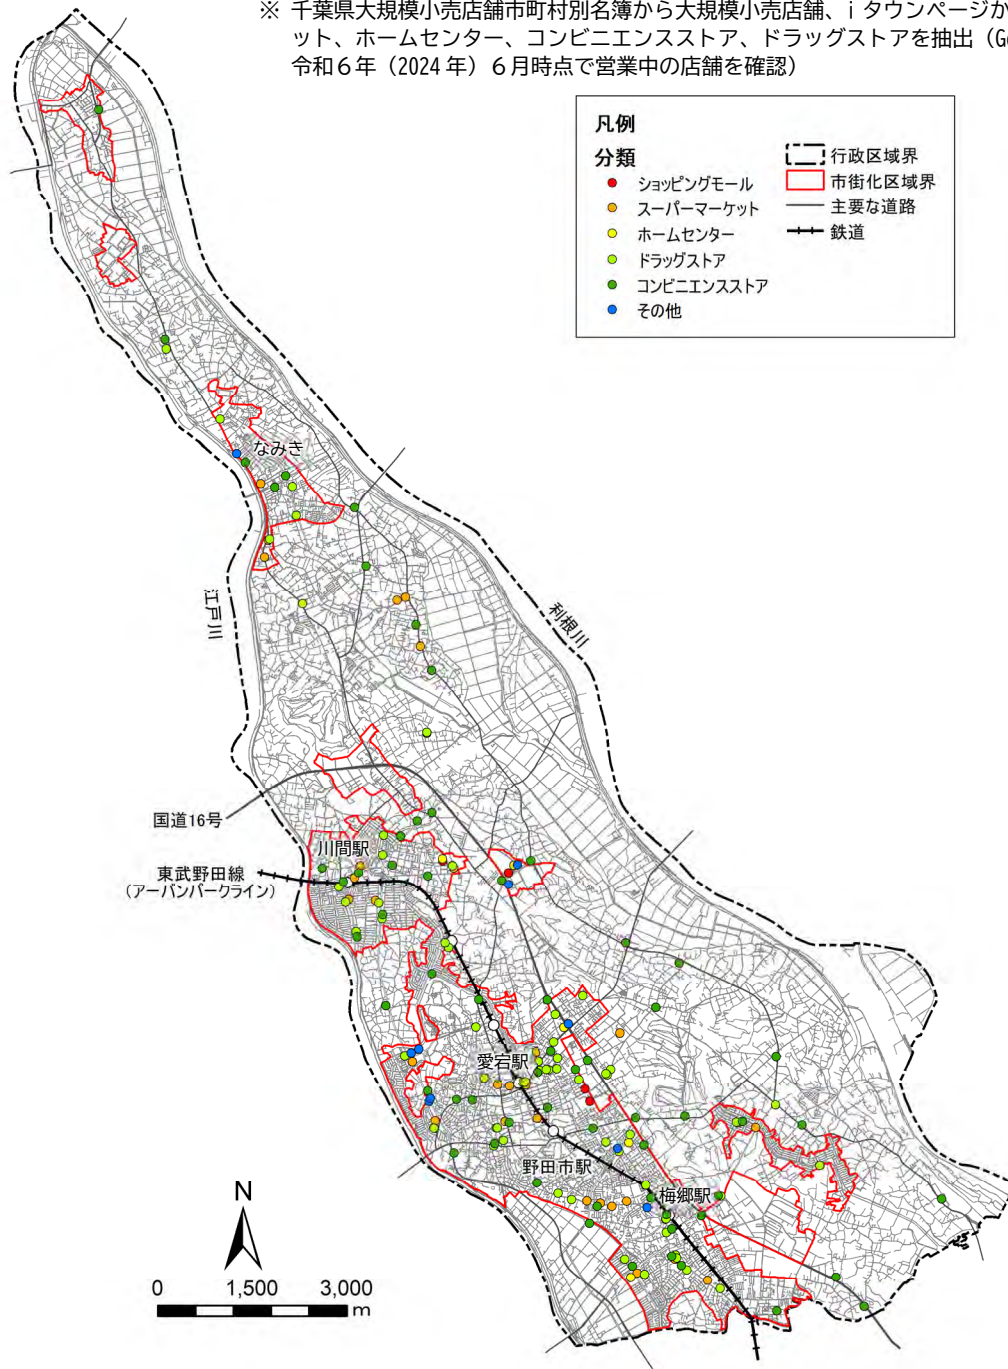 ※ 千葉県大規模小売店舗市町村別名簿から大規模小売店舗、ｉタウンページか
ット、ホームセンター、コンビニエンスストア、ドラッグストアを抽出（G
令和６年（2024 年）６月時点で営業中の店舗を確認）
凡例
分類
ショッピングモール
スーパーマーケット
ホームセンター
ドラッグストア
コンビニエンスストア
その他
行政区域界
市街化区域界
主要な道路
鉄道
なみき
江戸川
利根川
国道16号
川間駅
東武野田線
（アーバンパークライン）
愛宕駅
野田市駅
梅郷駅
N
0 1,500 3,000
m